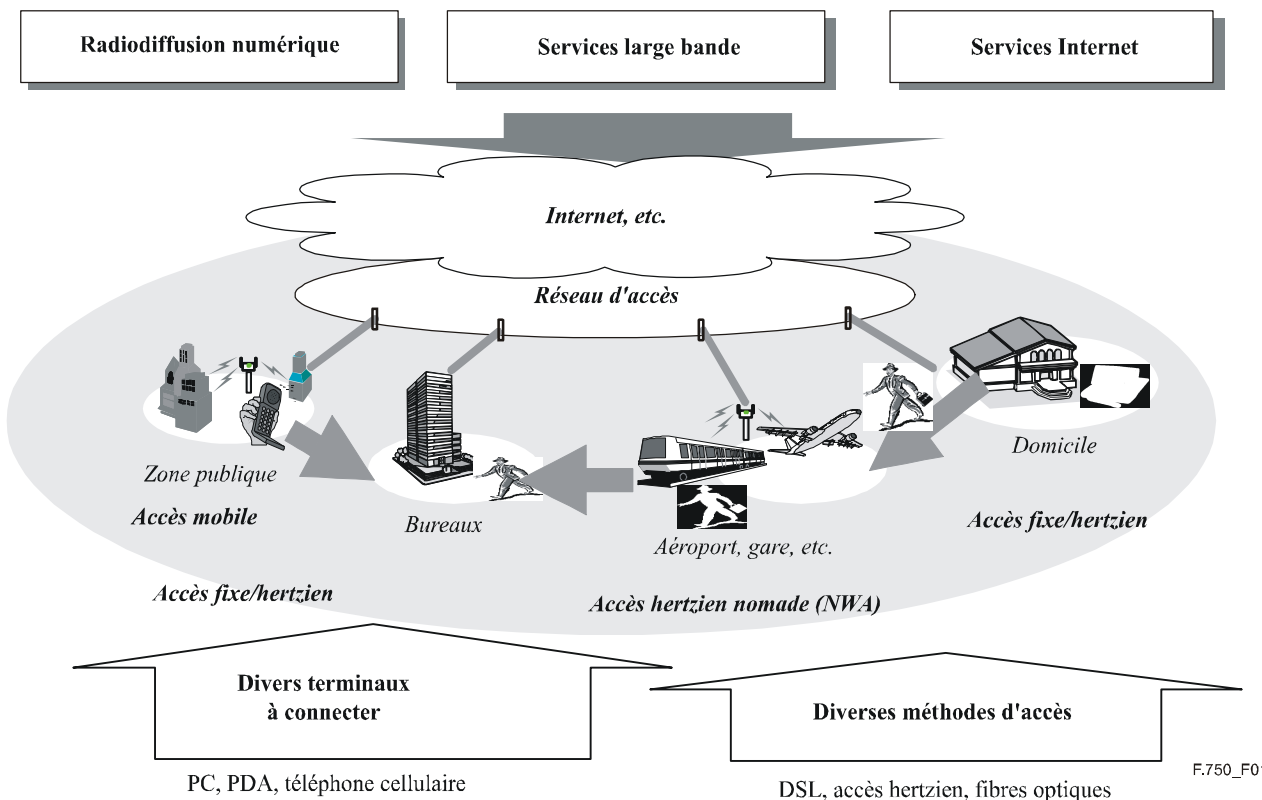 Radiodiffusion numérique
Services large bande
Services Internet
Internet, etc.
Réseau d'accès
Zone publique
Accès mobile
Bureaux
Aéroport, gare, etc.
Domicile
Accès fixe/hertzien
Accès fixe/hertzien
Accès hertzien nomade (NWA)
Divers terminaux
à connecter
Diverses méthodes d'accès
PC, PDA, téléphone cellulaire
DSL, accès hertzien, fibres optiques
F.750_F01